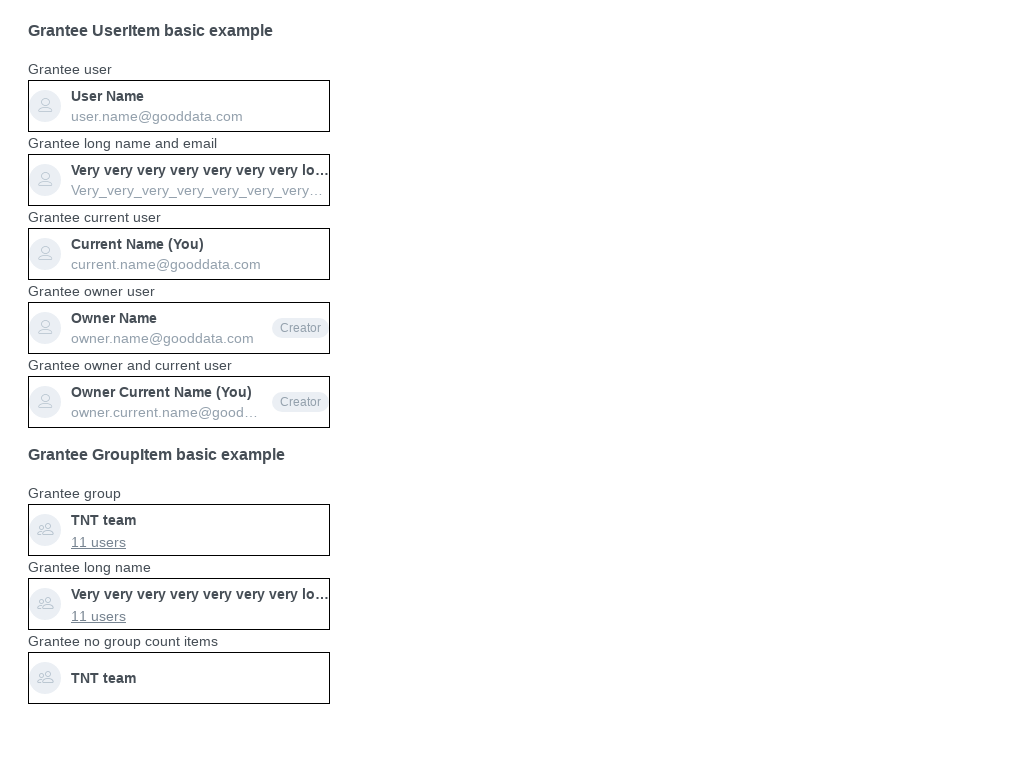 Grantee UserItem basic example
Grantee user
User Name
user.name@gooddata.com
Grantee long name and email
Very very very very very very very lo…
Very_very_very_very_very_very_very…
Grantee current user
Current Name (You)
current.name@gooddata.com
Grantee owner user
Owner Name
owner.name@gooddata.com
Creator
Grantee owner and current user
Owner Current Name (You)
owner.current.name@good…
Creator
Grantee GroupItem basic example
Grantee group
TNT team
11 users
Grantee long name
Very very very very very very very lo…
11 users
Grantee no group count items
TNT team